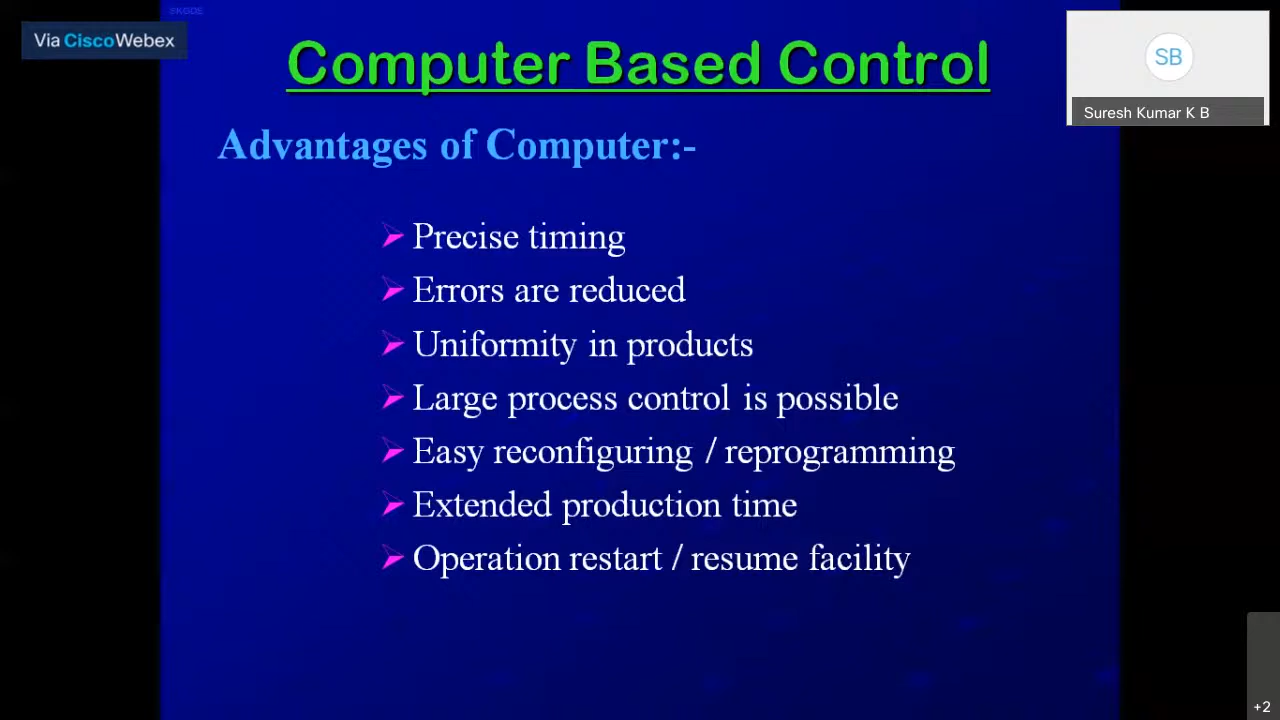 SKGDE
Via CiscoWebex
Computer Based Control
SB
Suresh Kumar K B
Advantages of Computer:-
Precise timing
Errors are reduced
Uniformity in products
Large process control is possible
Easy reconfiguring / reprogramming
Extended production time
Operation restart / resume facility
+2